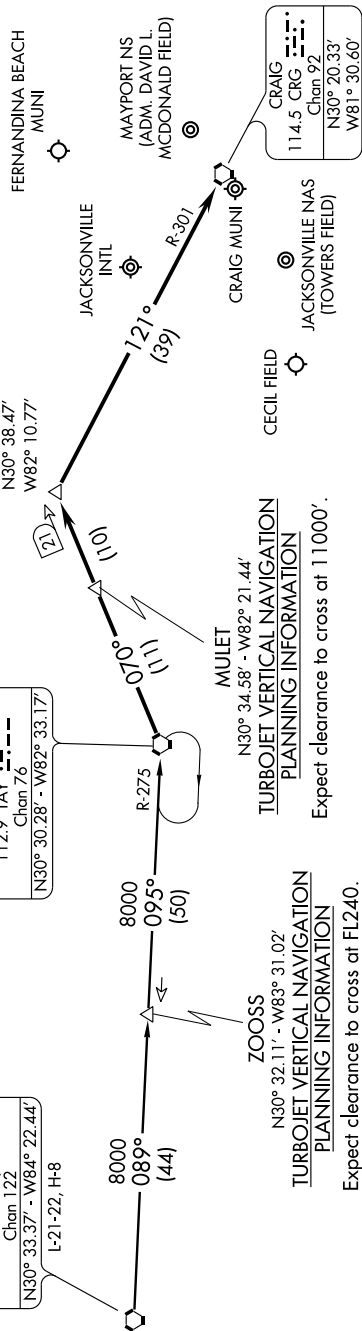 FERNANDINA BEACH
MUNI
MAYPORT NS
(ADM. DAVID L.
MCDONALD FIELD)
JACKSONVILLE
INTL
CRAIG
114.5 CRG
Chan 92
N30° 20.33'
W81° 30.60'
R-301
CRAIG MUNI
JACKSONVILLE NAS
(TOWERS FIELD)
CECIL FIELD
121°
(39)
N30° 38.47'
W82° 10.77'
21
(10)
070°
(11)
MULET
N30° 34.58' - W82° 21.44'
TURBOJET VERTICAL NAVIGATION
PLANNING INFORMATION
Expect clearance to cross at 11000'.
112.9 TAY
Chan 76
N30° 30.28' - W82° 33.17'
R-275
8000
095°
(50)
ZOOSS
N30° 32.11' - W83° 31.02'
TURBOJET VERTICAL NAVIGATION
PLANNING INFORMATION
Expect clearance to cross at FL240.
8000
089°
(44)
Chan 122
N30° 33.37' - W84° 22.44'
L-21-22, H-8